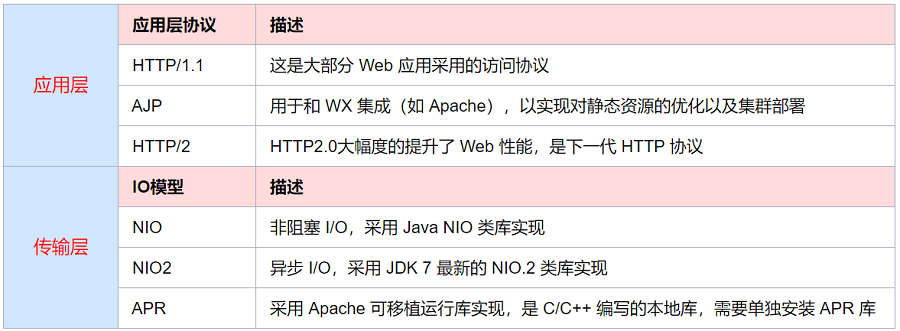 应用层
应用层协议 描述
HTTP/1.1 这是大部分 Web 应用采用的访问协议
AJP 用于和 WX 集成（如 Apache），以实现对静态资源的优化以及集群部署
HTTP/2 HTTP2.0大幅度的提升了 Web 性能，是下一代 HTTP 协议
传输层
IO模型 描述
NIO 非阻塞 I/O，采用 Java NIO 类库实现
NIO2 异步 I/O，采用 JDK 7 最新的 NIO.2 类库实现
APR 采用 Apache 可移植运行库实现，是 C/C++ 编写的本地库，需要单独安装 APR 库